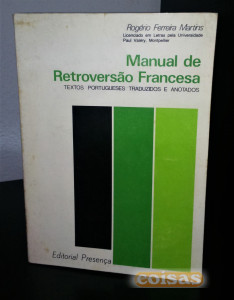 Rogério Ferreira Martins
Licenciado em Letras pela Universidade
Paul Valéry, Montpellier
Manual de
Retroversão Francesa
TEXTOS PORTUGUESES TRADUZIDOS E ANOTADOS
Editorial Presença
coisas